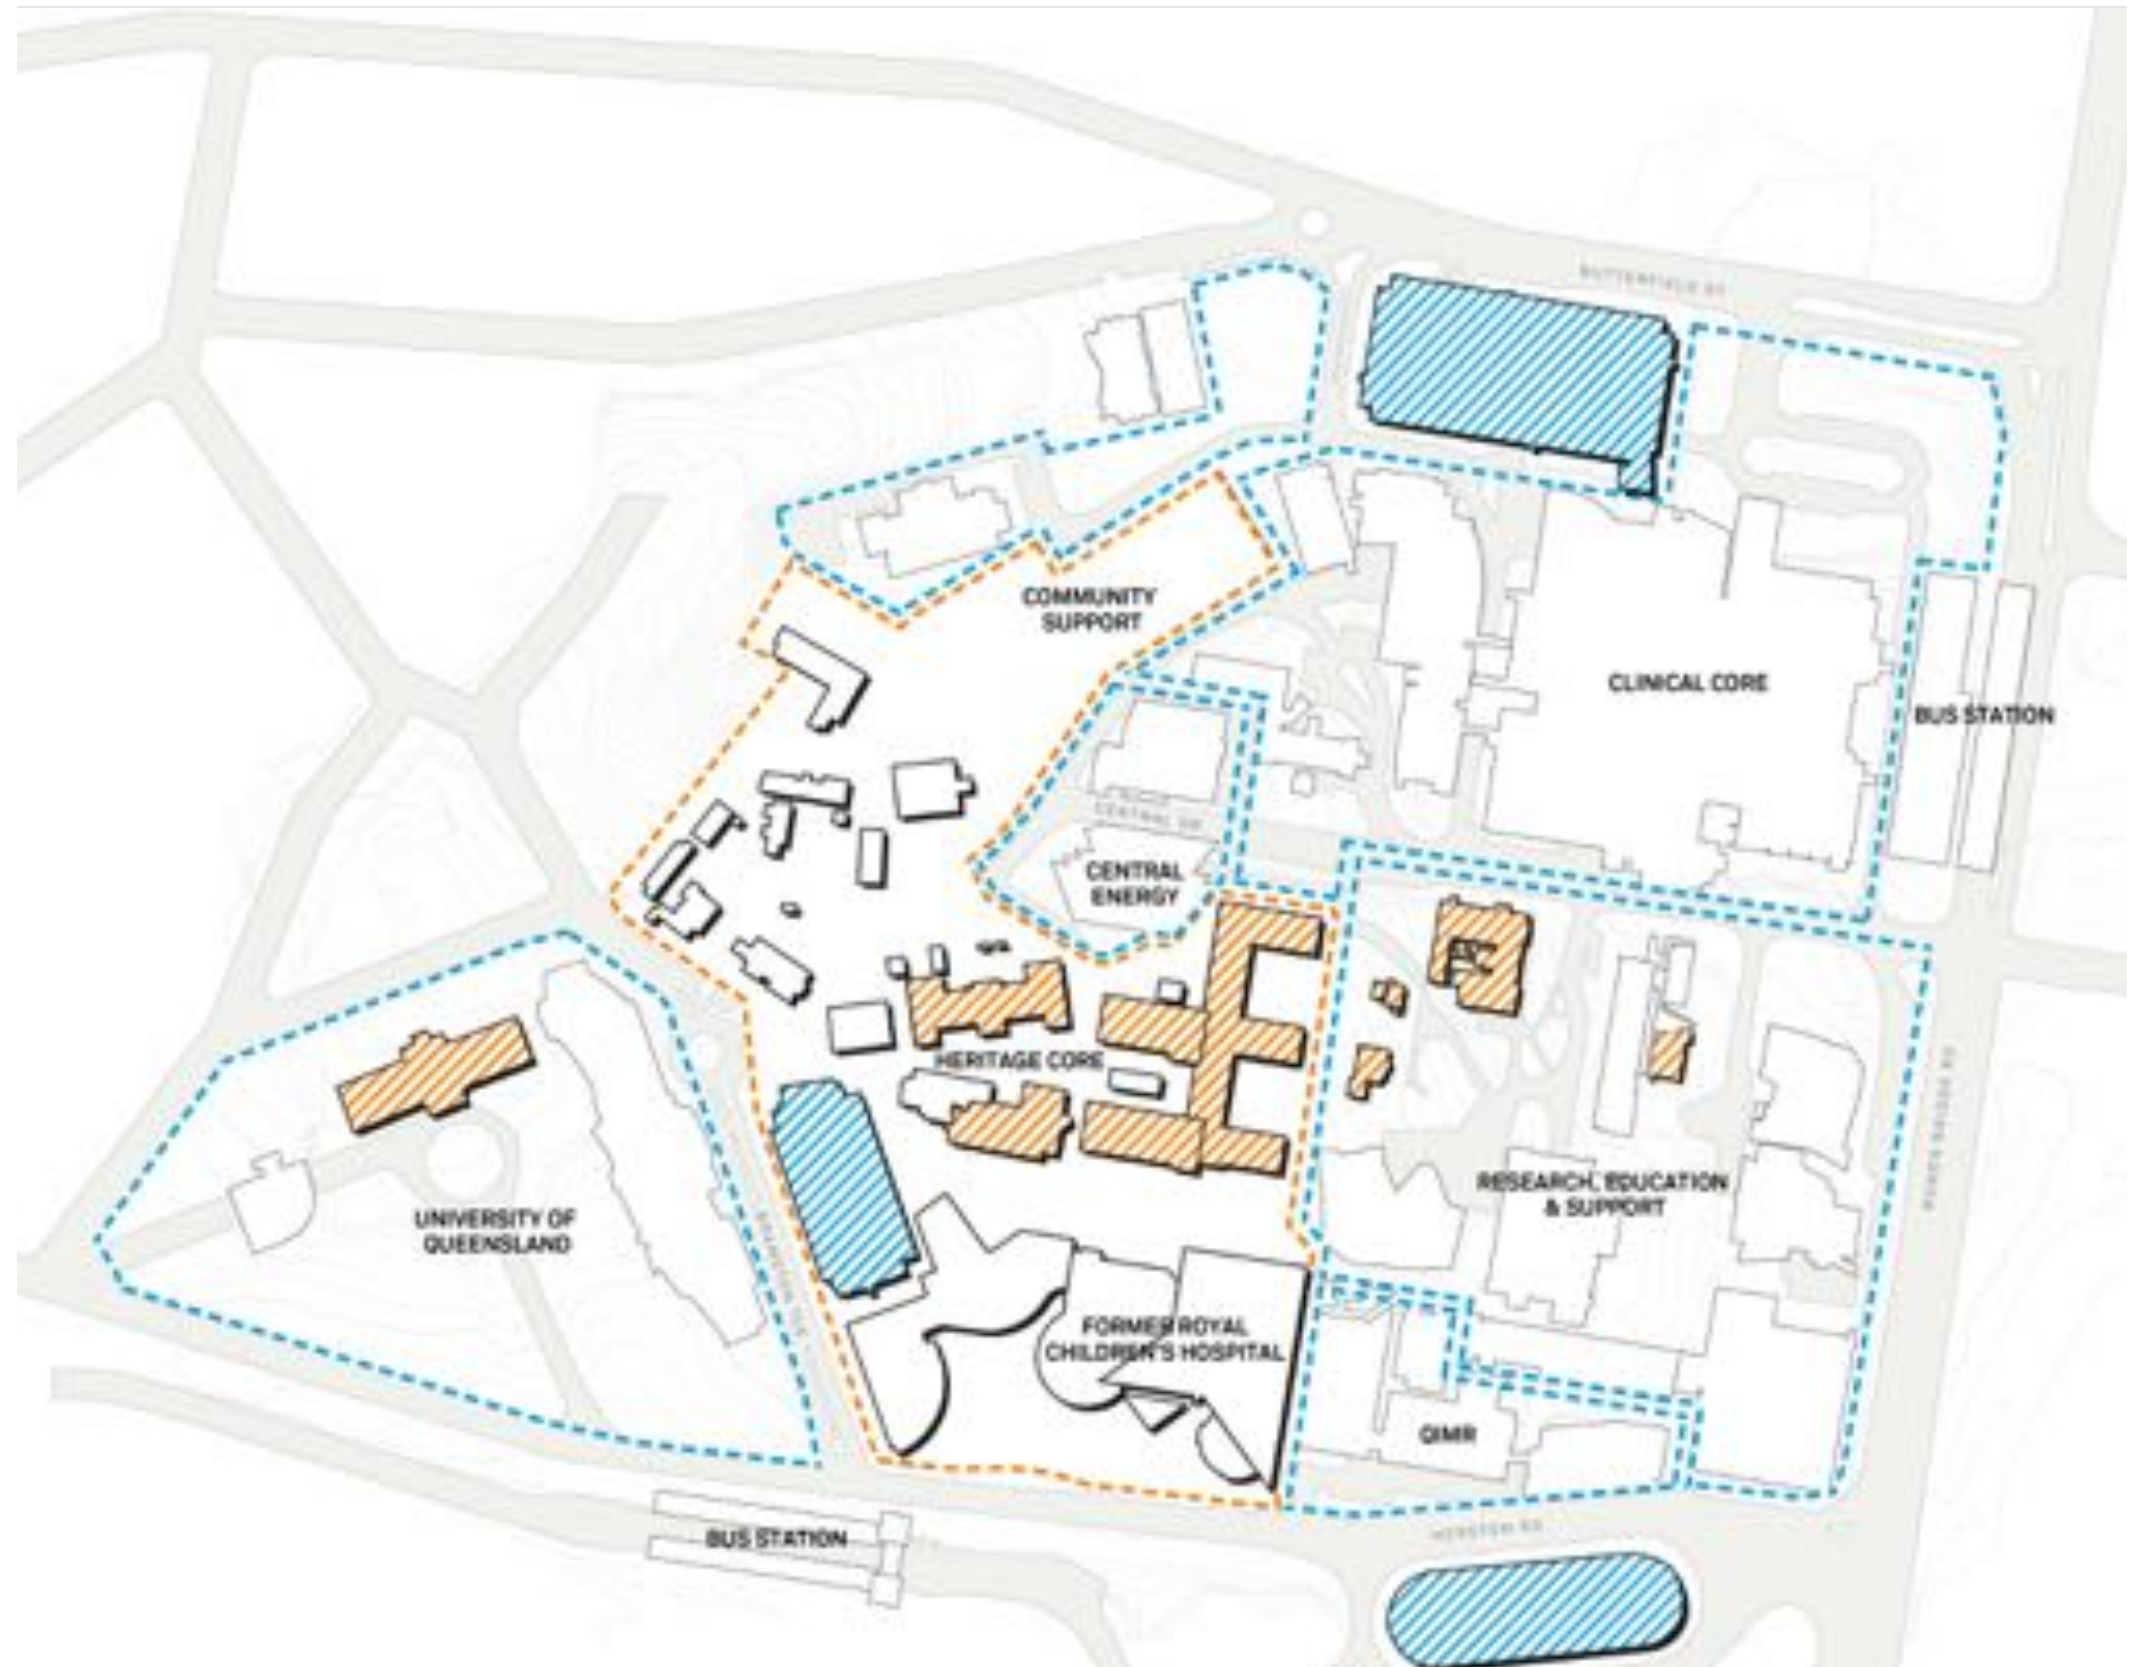 BUTTERFIELD ST
COMMUNITY
SUPPORT
CLINICAL CORE
BUS STATION
CENTRAL
ENERGY
HERITAGE CORE
RESEARCH, EDUCATION
& SUPPORT
UNIVERSITY OF
QUEENSLAND
FORMER ROYAL
CHILDREN'S HOSPITAL
QIMR
HERSTON RD
BUS STATION